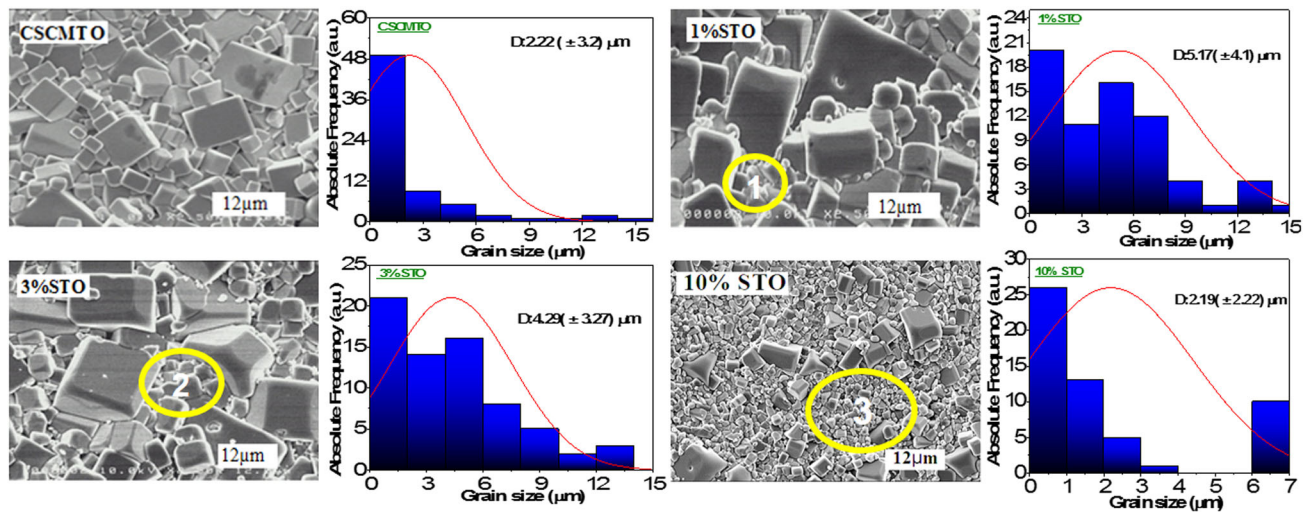 CSCMTO
12µm
Absolute Frequency (a.u.)
60
48
36
24
12
0
CSCMTO
D:2.22 ( ±3.2) µm
0 3 6 9 12 15
Grain size (µm)
1%STO
1
12µm
Absolute Frequency (a.u.)
24
21
18
15
12
9
6
3
0
1% STO
D:5.17( ±4.1) µm
0 3 6 9 12 15
Grain size (µm)
3%STO
2
12µm
Absolute Frequency (a.u.)
25
20
15
10
5
0
3%STO
D:4.29( ±3.27) µm
0 3 6 9 12 15
Grain size (µm)
10% STO
3
12µm
Absolute Frequency (a.u.)
30
25
20
15
10
5
0
10% STO
D:2.19( ±2.22) µm
0 1 2 3 4 5 6 7
Grain size (µm)